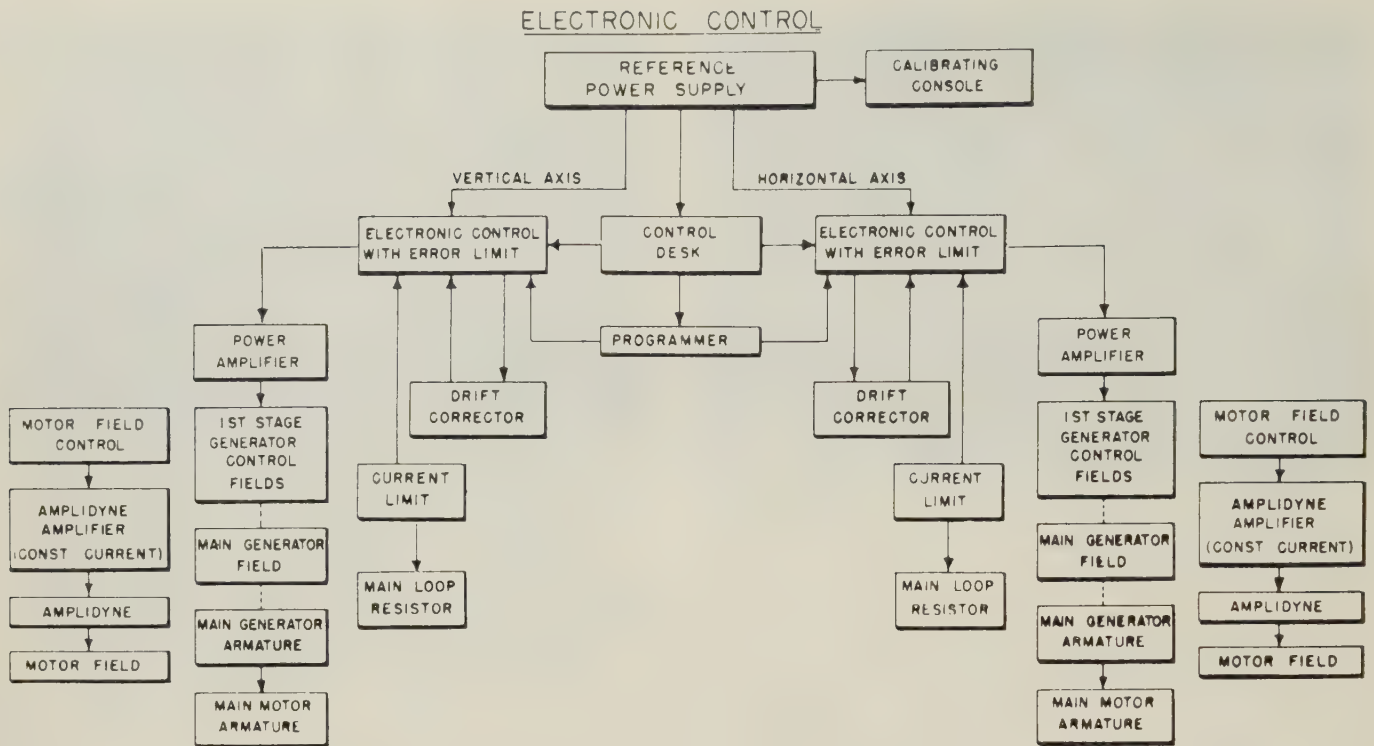 ELECTRONIC CONTROL
REFERENCE
POWER SUPPLY
CALIBRATING
CONSOLE
VERTICAL AXIS
HORIZONTAL AXIS
ELECTRONIC CONTROL
WITH ERROR LIMIT
CONTROL
DESK
ELECTRONIC CONTROL
WITH ERROR LIMIT
POWER
AMPLIFIER
PROGRAMMER
POWER
AMPLIFIER
DRIFT
CORRECTOR
DRIFT
CORRECTOR
MOTOR FIELD
CONTROL
1ST STAGE
GENERATOR
CONTROL
FIELDS
1ST STAGE
GENERATOR
CONTROL
FIELDS
MOTOR FIELD
CONTROL
CURRENT
LIMIT
CURRENT
LIMIT
AMPLIDYNE
AMPLIFIER
(CONST CURRENT)
AMPLIDYNE
AMPLIFIER
(CONST CURRENT)
MAIN GENERATOR
FIELD
MAIN GENERATOR
FIELD
MAIN LOOP
RESISTOR
MAIN LOOP
RESISTOR
AMPLIDYNE
AMPLIDYNE
MAIN GENERATOR
ARMATURE
MAIN GENERATOR
ARMATURE
MOTOR FIELD
MOTOR FIELD
MAIN MOTOR
ARMATURE
MAIN MOTOR
ARMATURE